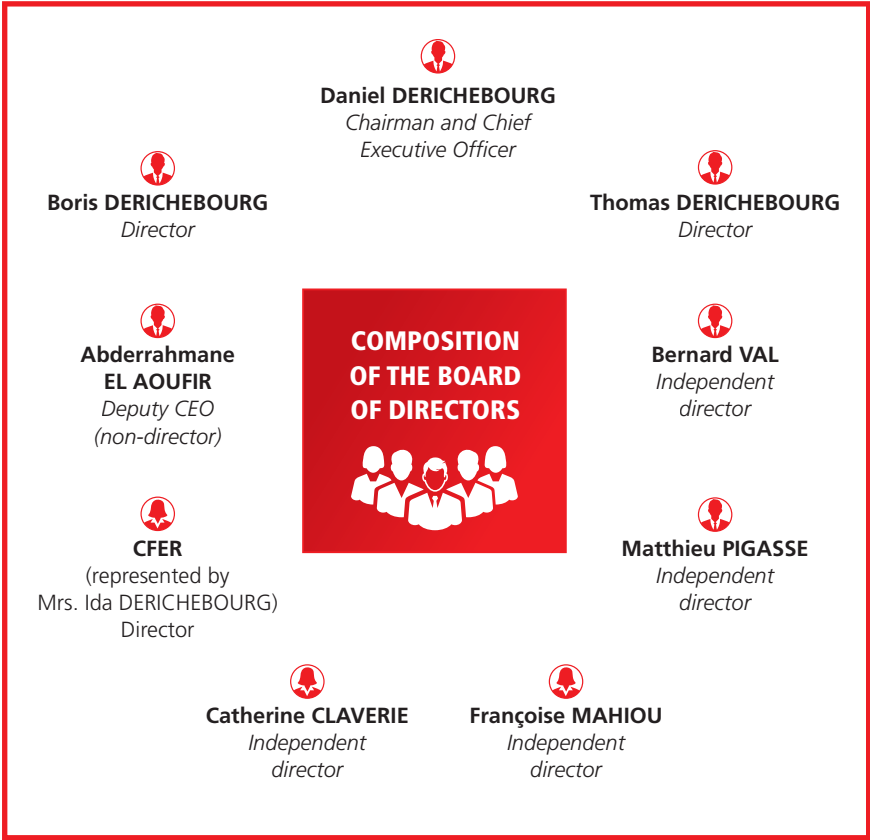 Daniel DERICHEBOURG
Chairman and Chief
Executive Officer
Boris DERICHEBOURG
Director
Thomas DERICHEBOURG
Director
Abderrahmane
EL AOUFIR
Deputy CEO
(non-director)
COMPOSITION
OF THE BOARD
OF DIRECTORS
Bernard VAL
Independent
director
CFER
(represented by
Mrs. Ida DERICHEBOURG)
Director
Matthieu PIGASSE
Independent
director
Catherine CLAVERIE
Independent
director
Françoise MAHIOU
Independent
director